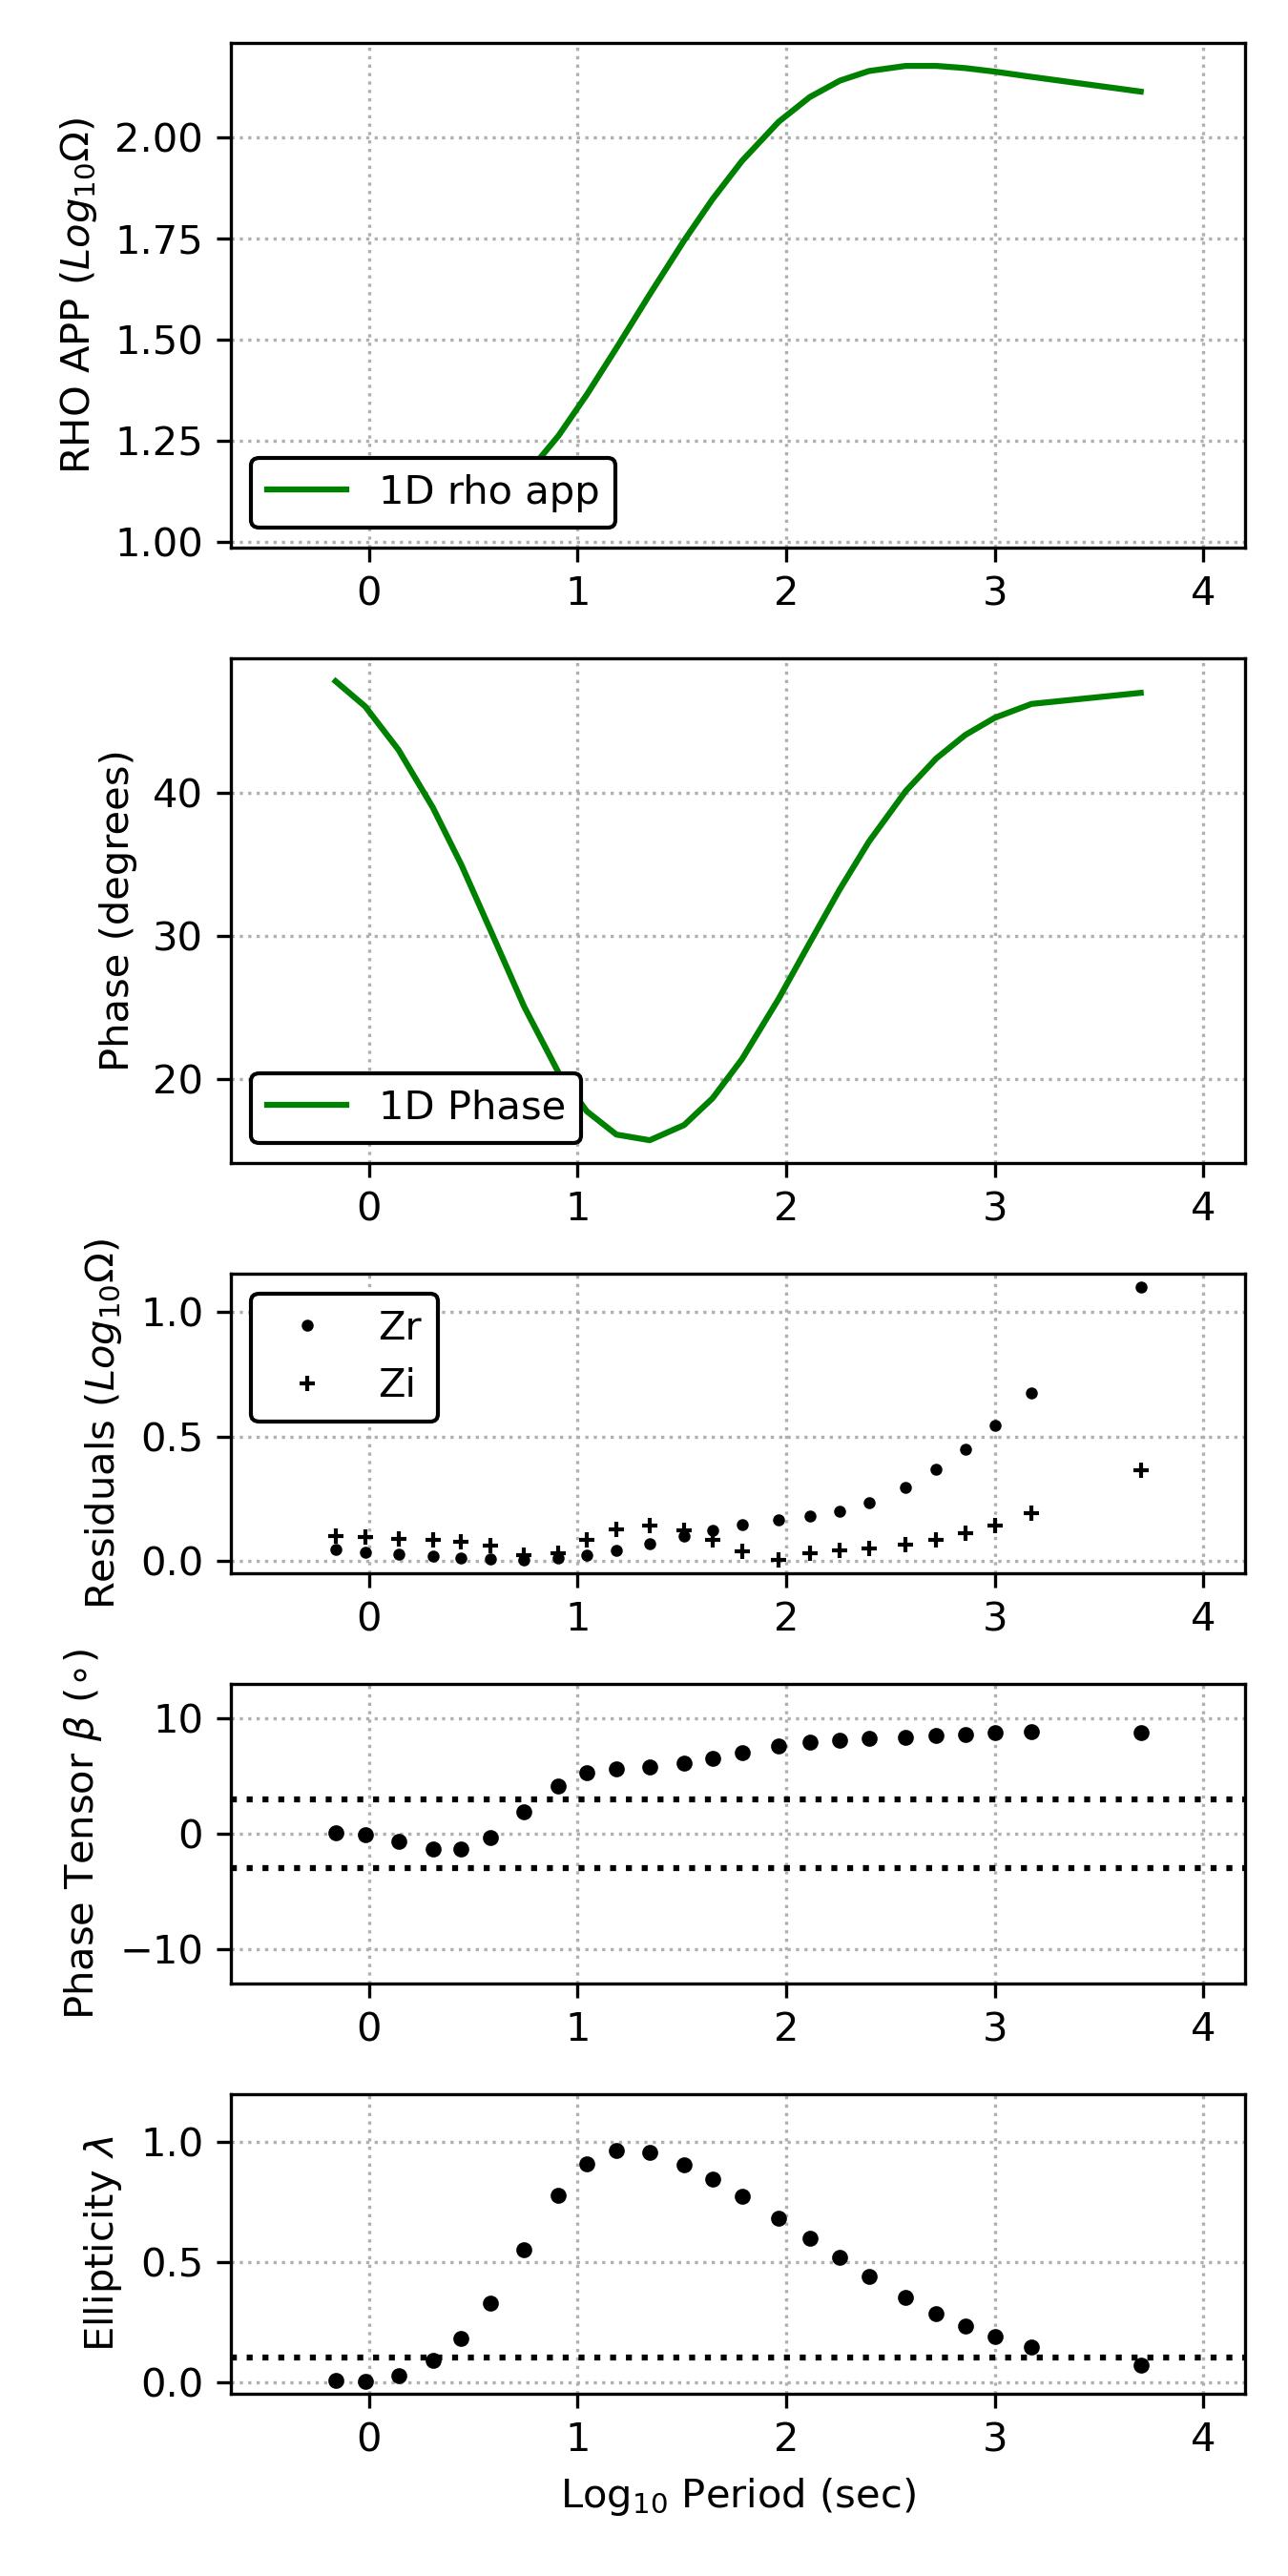 RHO APP (Log₁₀Ω)
2.00
1.75
1.50
1.25
1.00
1D rho app
0 1 2 3 4
Phase (degrees)
40
30
20
1D Phase
0 1 2 3 4
Residuals (Log₁₀Ω)
1.0
0.5
0.0
Zr
Zi
0 1 2 3 4
Phase Tensor β (∘)
10
0
−10
0 1 2 3 4
Ellipticity λ
1.0
0.5
0.0
0 1 2 3 4
Log₁₀ Period (sec)